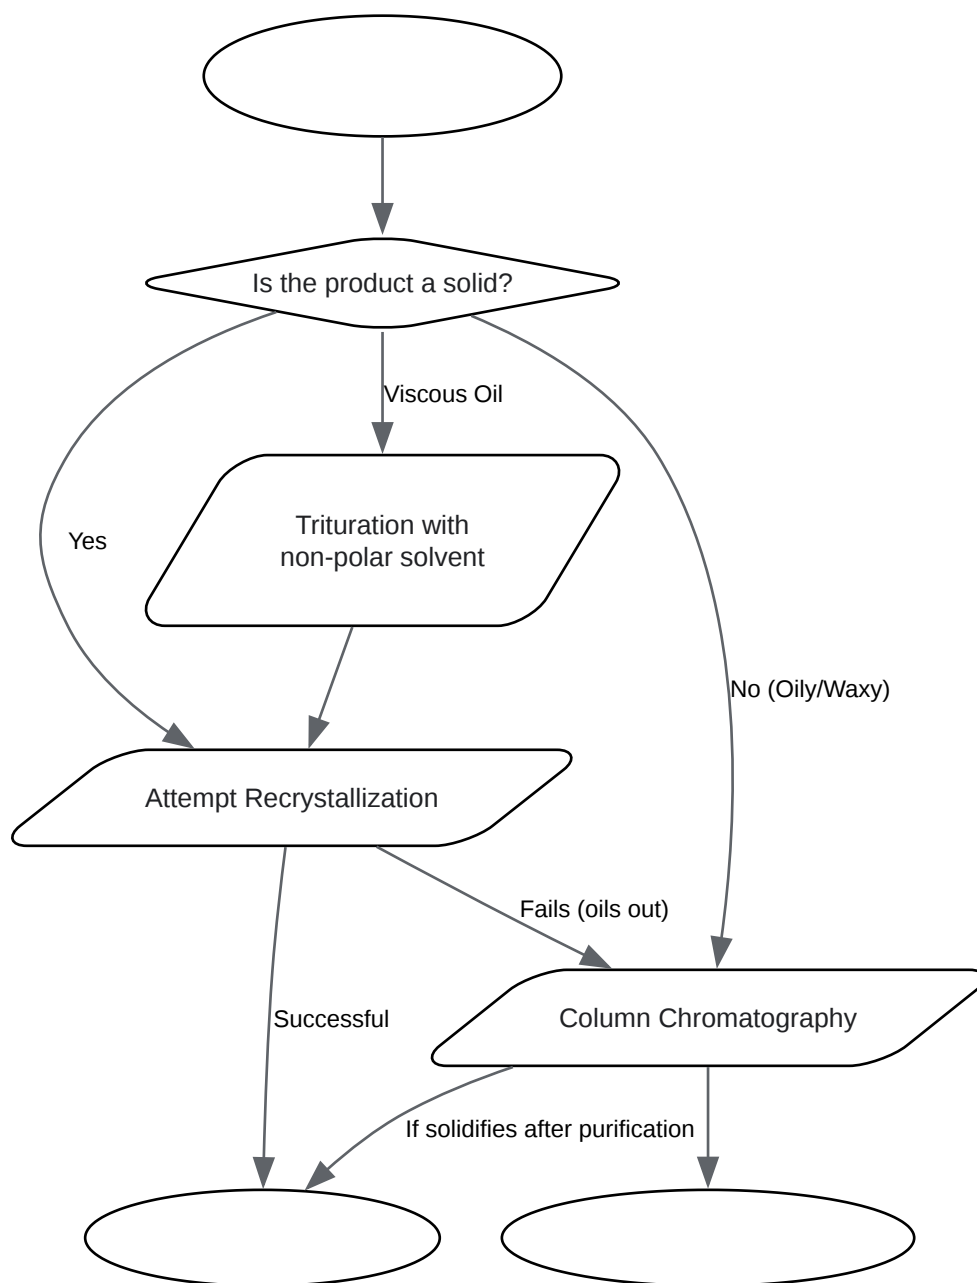 Is the product a solid?
Viscous Oil
Trituration with
non-polar solvent
Yes
No (Oily/Waxy)
Attempt Recrystallization
Fails (oils out)
Successful
Column Chromatography
If solidifies after purification